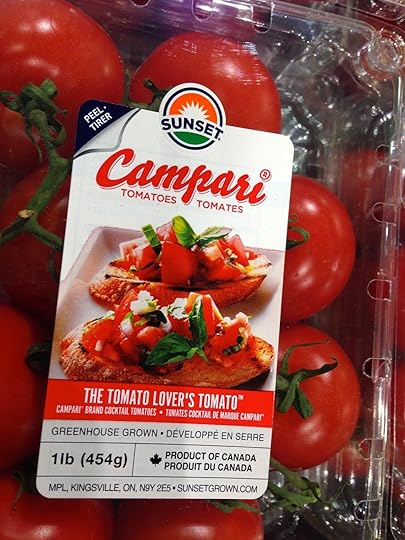 PEEL •
TIRER
SUNSET®
Campari®
TOMATOES TOMATES
THE TOMATO LOVER'S TOMATO™
CAMPARI® BRAND COCKTAIL TOMATOES • TOMATES COCKTAIL DE MARQUE CAMPARI®
GREENHOUSE GROWN • DÉVELOPPÉ EN SERRE
1lb (454g)
PRODUCT OF CANADA
PRODUIT DU CANADA
MPL, KINGSVILLE, ON, N9Y 2E5 • SUNSETGROWN.COM